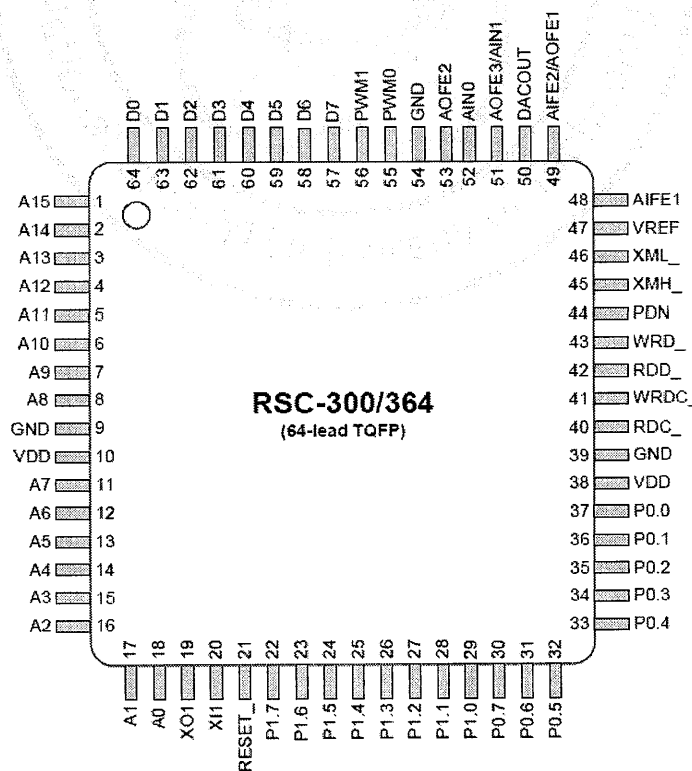 D0 D1 D2 D3 D4 D5 D6 D7 PWM1 PWM0 GND AOFE2 AIN0 AOFE3/AIN1 DACOUT AIFE2/AOFE1
64 63 62 61 60 59 58 57 56 55 54 53 52 51 50 49
A15 1
A14 2
A13 3
A12 4
A11 5
A10 6
A9 7
A8 8
GND 9
VDD 10
A7 11
A6 12
A5 13
A4 14
A3 15
A2 16
RSC-300/364
(64-lead TQFP)
48 AIFE1
47 VREF
46 XML_
45 XMH_
44 PDN
43 WRD_
42 RDD_
41 WRDC_
40 RDC_
39 GND
38 VDD
37 P0.0
36 P0.1
35 P0.2
34 P0.3
33 P0.4
17 18 19 20 21 22 23 24 25 26 27 28 29 30 31 32
A1 A0 XO1 XI1 RESET_ P1.7 P1.6 P1.5 P1.4 P1.3 P1.2 P1.1 P1.0 P0.7 P0.6 P0.5